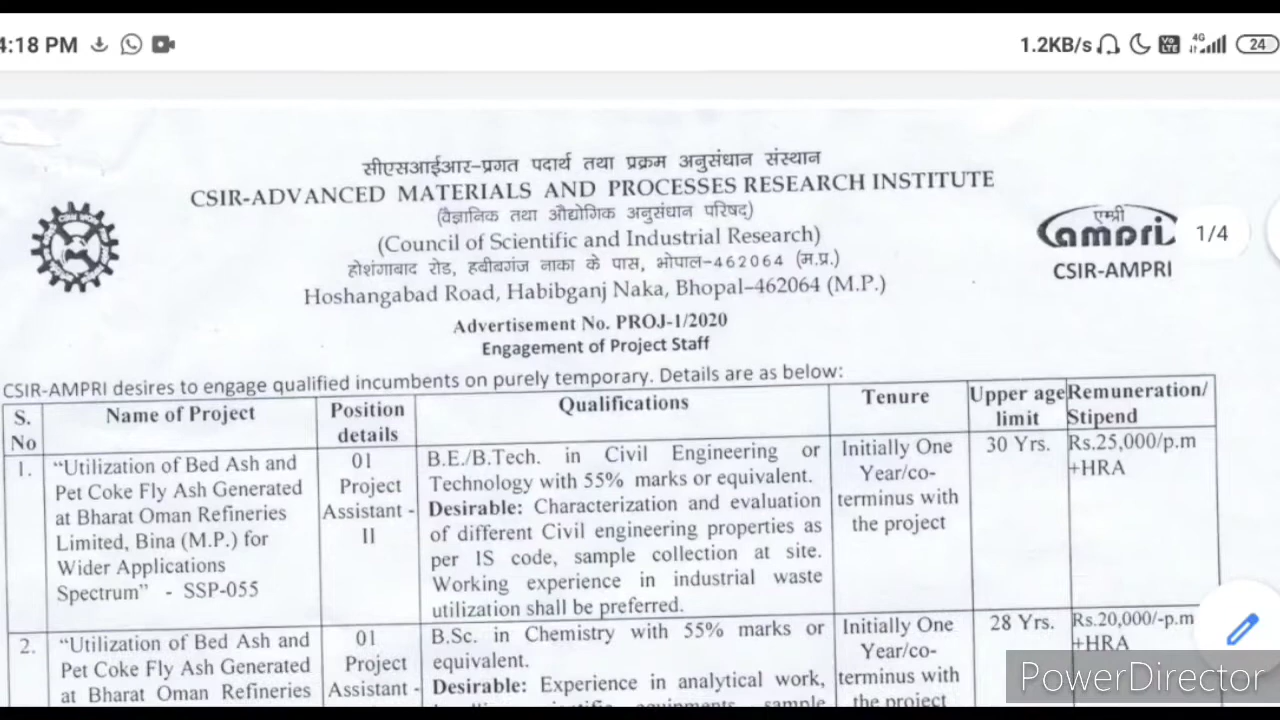 4:18 PM
1.2KB/s
4G
Vo LTE
24
सीएसआईआर-प्रगत पदार्थ तथा प्रक्रम अनुसंधान संस्थान
CSIR-ADVANCED MATERIALS AND PROCESSES RESEARCH INSTITUTE
(वैज्ञानिक तथा औद्योगिक अनुसंधान परिषद)
(Council of Scientific and Industrial Research)
होशंगाबाद रोड, हबीबगंज नाका के पास, भोपाल-462064 (म.प्र.)
Hoshangabad Road, Habibganj Naka, Bhopal-462064 (M.P.)
एम्प्री
ampri
CSIR-AMPRI
1/4
Advertisement No. PROJ-1/2020
Engagement of Project Staff
CSIR-AMPRI desires to engage qualified incumbents on purely temporary. Details are as below:
S. No
Name of Project
Position details
Qualifications
Tenure
Upper age limit
Remuneration/ Stipend
1.
"Utilization of Bed Ash and
Pet Coke Fly Ash Generated
at Bharat Oman Refineries
Limited, Bina (M.P.) for
Wider Applications
Spectrum" - SSP-055
01
Project
Assistant -
II
B.E./B.Tech. in Civil Engineering or
Technology with 55% marks or equivalent.
Desirable: Characterization and evaluation
of different Civil engineering properties as
per IS code, sample collection at site.
Working experience in industrial waste
utilization shall be preferred.
Initially One
Year/co-
terminus with
the project
30 Yrs.
Rs.25,000/p.m
+HRA
2.
"Utilization of Bed Ash and
Pet Coke Fly Ash Generated
at Bharat Oman Refineries
01
Project
Assistant -
B.Sc. in Chemistry with 55% marks or
equivalent.
Desirable: Experience in analytical work,
sample
Initially One
Year/co-
terminus with
the project
28 Yrs.
Rs.20,000/-p.m
+HRA
PowerDirector